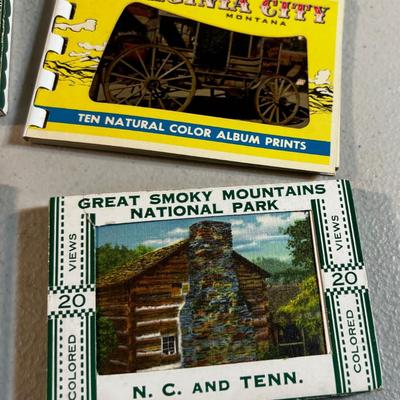 VIRGINIA CITY
MONTANA
TEN NATURAL COLOR ALBUM PRINTS
GREAT SMOKY MOUNTAINS
NATIONAL PARK
COLORED 20 VIEWS
COLORED 20 VIEWS
N. C. AND TENN.